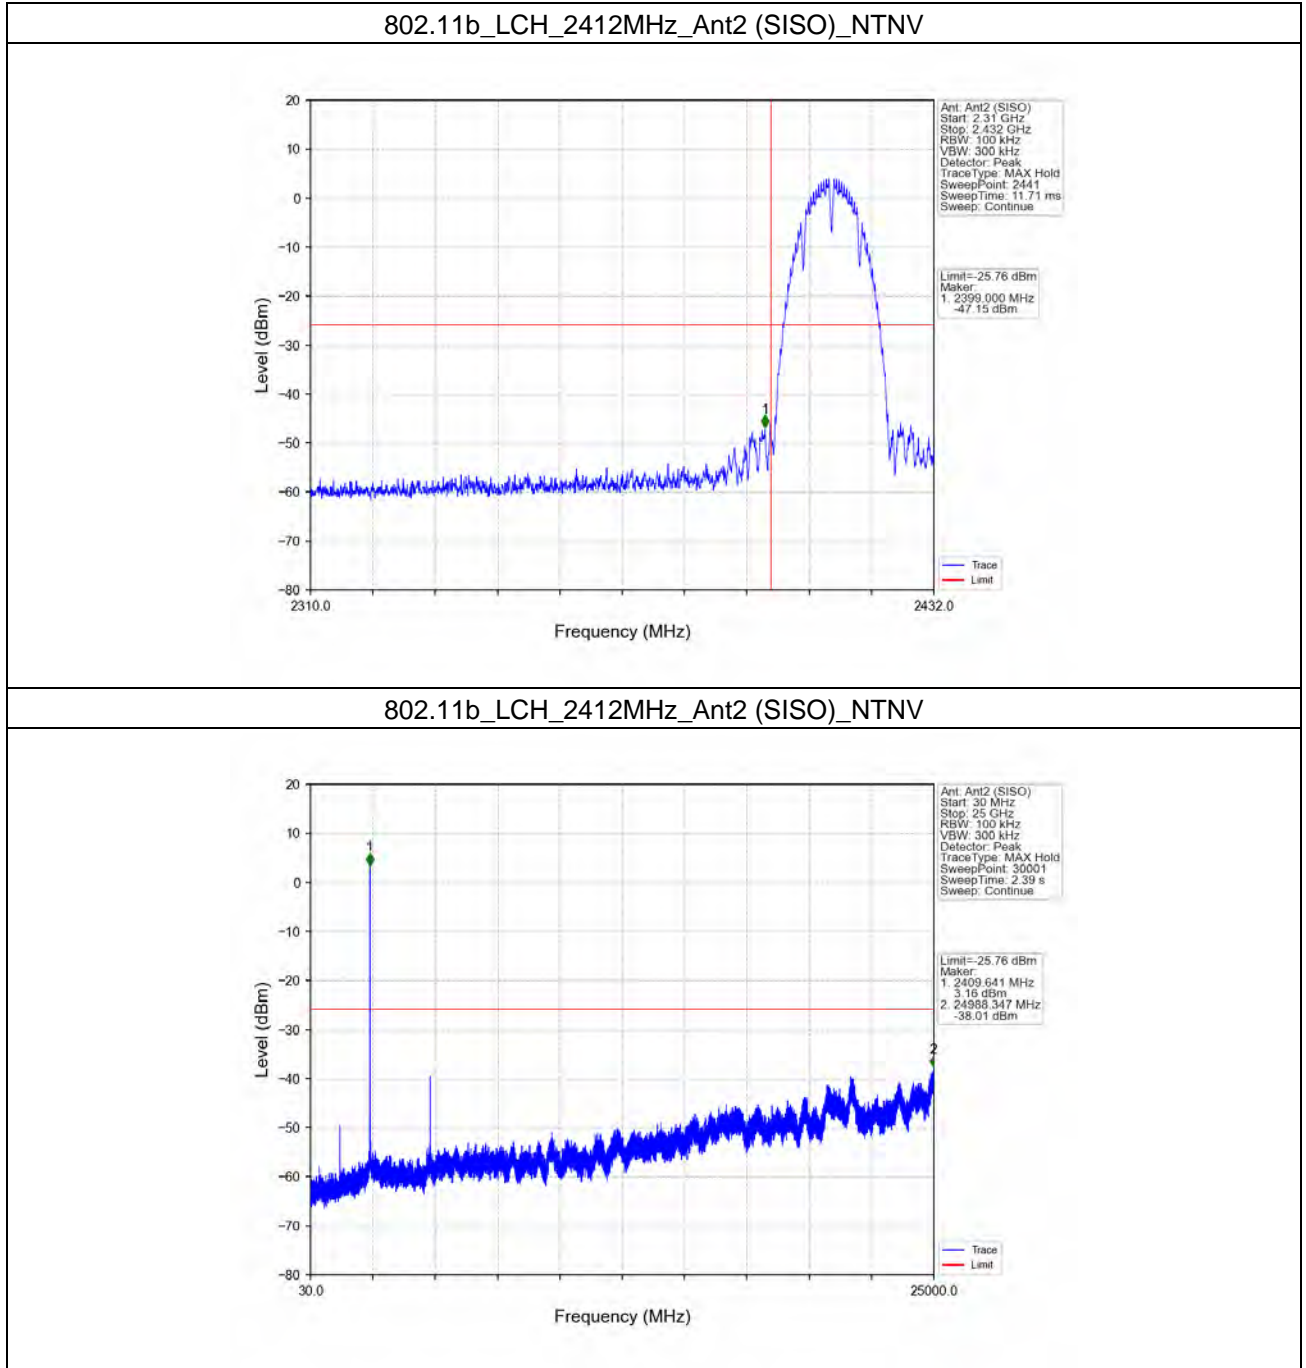 802.11b_LCH_2412MHz_Ant2 (SISO)_NTNV
20
10
0
−10
−20
−30
−40
−50
−60
−70
−80
Level (dBm)
1
2310.0
2432.0
Frequency (MHz)
Ant: Ant2 (SISO)
Start: 2.31 GHz
Stop: 2.432 GHz
RBW: 100 kHz
VBW: 300 kHz
Detector: Peak
TraceType: MAX Hold
SweepPoint: 2441
SweepTime: 11.71 ms
Sweep: Continue
Limit=-25.76 dBm
Maker:
1. 2399.000 MHz
-47.15 dBm
Trace
Limit
802.11b_LCH_2412MHz_Ant2 (SISO)_NTNV
20
10
0
−10
−20
−30
−40
−50
−60
−70
−80
Level (dBm)
1
2
30.0
25000.0
Frequency (MHz)
Ant: Ant2 (SISO)
Start: 30 MHz
Stop: 25 GHz
RBW: 100 kHz
VBW: 300 kHz
Detector: Peak
TraceType: MAX Hold
SweepPoint: 30001
SweepTime: 2.39 s
Sweep: Continue
Limit=-25.76 dBm
Maker:
1. 2409.641 MHz
3.16 dBm
2. 24988.347 MHz
-38.01 dBm
Trace
Limit